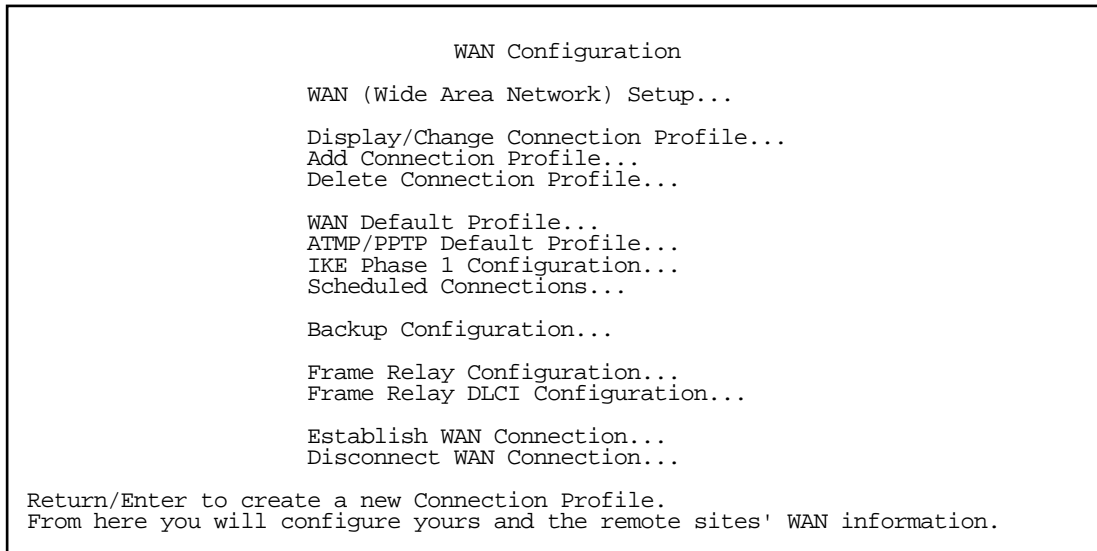 WAN Configuration
WAN (Wide Area Network) Setup...
Display/Change Connection Profile...
Add Connection Profile...
Delete Connection Profile...
WAN Default Profile...
ATMP/PPTP Default Profile...
IKE Phase 1 Configuration...
Scheduled Connections...
Backup Configuration...
Frame Relay Configuration...
Frame Relay DLCI Configuration...
Establish WAN Connection...
Disconnect WAN Connection...
Return/Enter to create a new Connection Profile.
From here you will configure yours and the remote sites' WAN information.